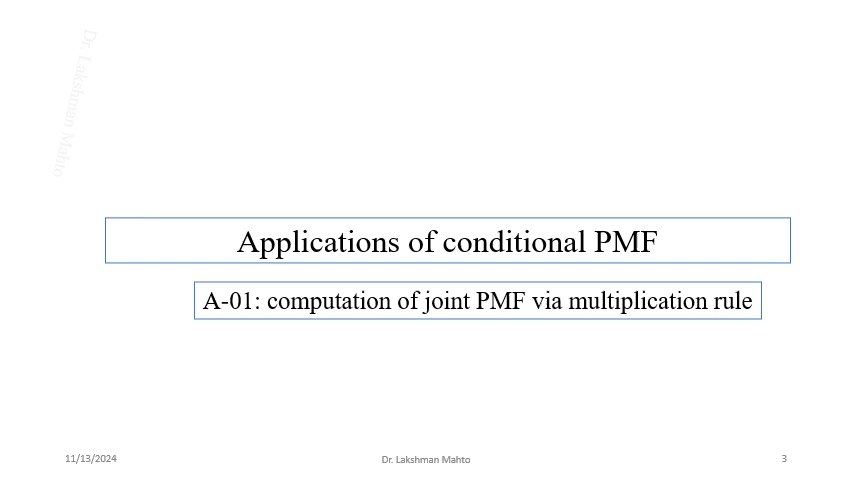 Dr. Lakshman Mahto
Applications of conditional PMF
A-01: computation of joint PMF via multiplication rule
11/13/2024
Dr. Lakshman Mahto
3